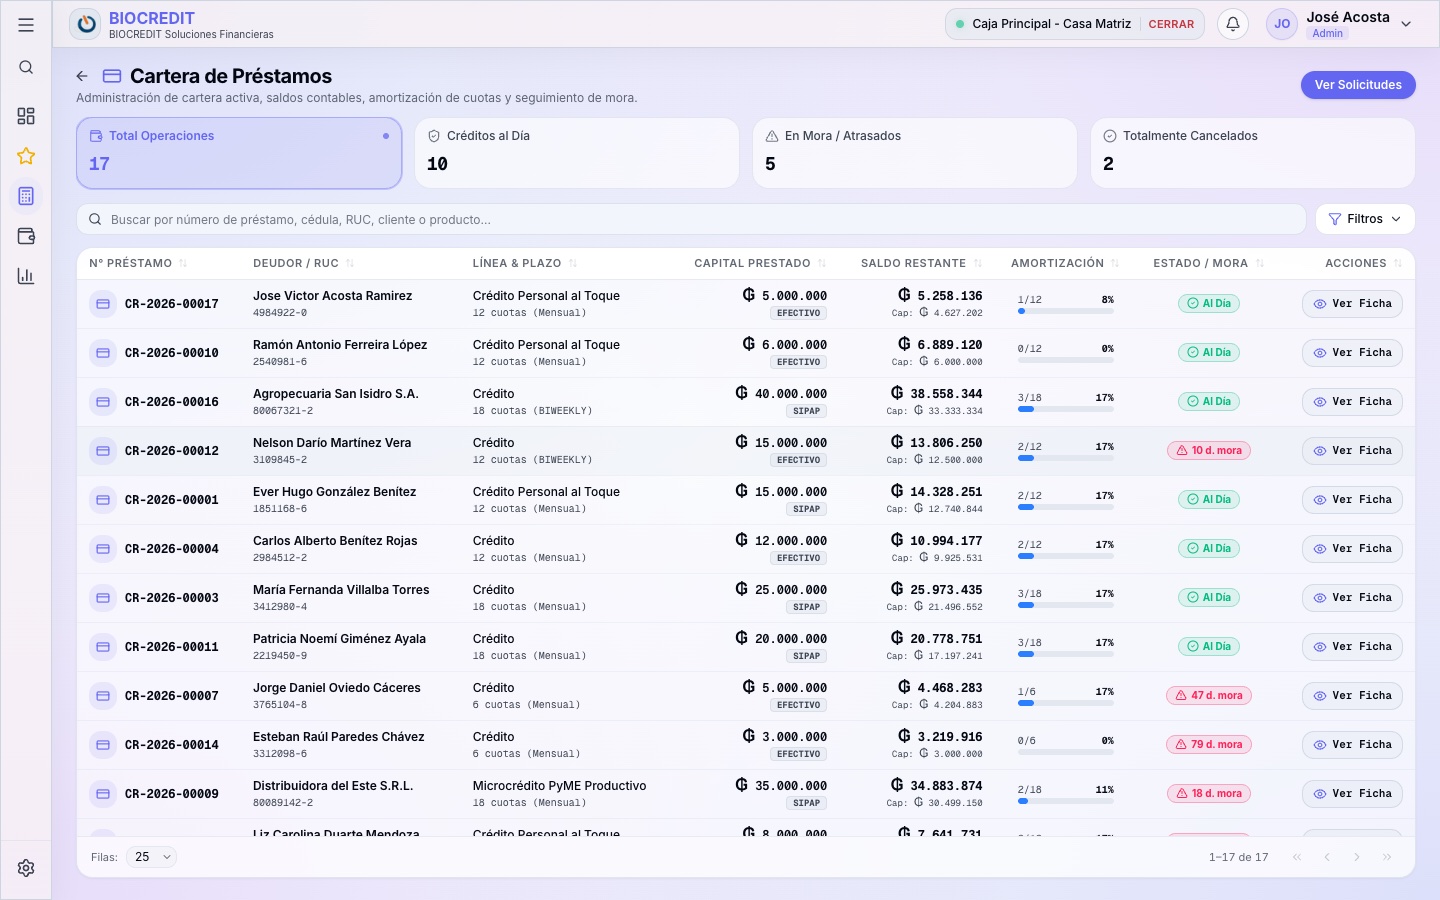 BIOCREDIT
BIOCREDIT Soluciones Financieras
Caja Principal - Casa Matriz CERRAR
JO José Acosta
Admin
Cartera de Préstamos
Administración de cartera activa, saldos contables, amortización de cuotas y seguimiento de mora.
Ver Solicitudes
Total Operaciones
17
Créditos al Día
10
En Mora / Atrasados
5
Totalmente Cancelados
2
Buscar por número de préstamo, cédula, RUC, cliente o producto...
Filtros
N° PRÉSTAMO DEUDOR / RUC LÍNEA & PLAZO CAPITAL PRESTADO SALDO RESTANTE AMORTIZACIÓN ESTADO / MORA ACCIONES
CR-2026-00017 Jose Victor Acosta Ramirez Crédito Personal al Toque ₲ 5.000.000 ₲ 5.258.136 1/12 8% Al Día Ver Ficha
4984922-0 12 cuotas (Mensual) EFECTIVO Cap: ₲ 4.627.202
CR-2026-00010 Ramón Antonio Ferreira López Crédito Personal al Toque ₲ 6.000.000 ₲ 6.889.120 0/12 0% Al Día Ver Ficha
2540981-6 12 cuotas (Mensual) EFECTIVO Cap: ₲ 6.000.000
CR-2026-00016 Agropecuaria San Isidro S.A. Crédito ₲ 40.000.000 ₲ 38.558.344 3/18 17% Al Día Ver Ficha
80067321-2 18 cuotas (BIWEEKLY) SIPAP Cap: ₲ 33.333.334
CR-2026-00012 Nelson Darío Martínez Vera Crédito ₲ 15.000.000 ₲ 13.806.250 2/12 17% 10 d. mora Ver Ficha
3109845-2 12 cuotas (BIWEEKLY) EFECTIVO Cap: ₲ 12.500.000
CR-2026-00001 Ever Hugo González Benítez Crédito Personal al Toque ₲ 15.000.000 ₲ 14.328.251 2/12 17% Al Día Ver Ficha
1851168-6 12 cuotas (Mensual) SIPAP Cap: ₲ 12.740.844
CR-2026-00004 Carlos Alberto Benítez Rojas Crédito ₲ 12.000.000 ₲ 10.994.177 2/12 17% Al Día Ver Ficha
2984512-2 12 cuotas (Mensual) EFECTIVO Cap: ₲ 9.925.531
CR-2026-00003 María Fernanda Villalba Torres Crédito ₲ 25.000.000 ₲ 25.973.435 3/18 17% Al Día Ver Ficha
3412980-4 18 cuotas (Mensual) SIPAP Cap: ₲ 21.496.552
CR-2026-00011 Patricia Noemí Giménez Ayala Crédito ₲ 20.000.000 ₲ 20.778.751 3/18 17% Al Día Ver Ficha
2219450-9 18 cuotas (Mensual) SIPAP Cap: ₲ 17.197.241
CR-2026-00007 Jorge Daniel Oviedo Cáceres Crédito ₲ 5.000.000 ₲ 4.468.283 1/6 17% 47 d. mora Ver Ficha
3765104-8 6 cuotas (Mensual) EFECTIVO Cap: ₲ 4.204.883
CR-2026-00014 Esteban Raúl Paredes Chávez Crédito ₲ 3.000.000 ₲ 3.219.916 0/6 0% 79 d. mora Ver Ficha
3312098-6 6 cuotas (Mensual) EFECTIVO Cap: ₲ 3.000.000
CR-2026-00009 Distribuidora del Este S.R.L. Microcrédito PyME Productivo ₲ 35.000.000 ₲ 34.883.874 2/18 11% 18 d. mora Ver Ficha
80089142-2 18 cuotas (Mensual) SIPAP Cap: ₲ 30.499.150
Liz Carolina Duarte Mendoza Crédito Personal al Toque ₲ 8.000.000 ₲ 7.641.731
Filas: 25 1–17 de 17